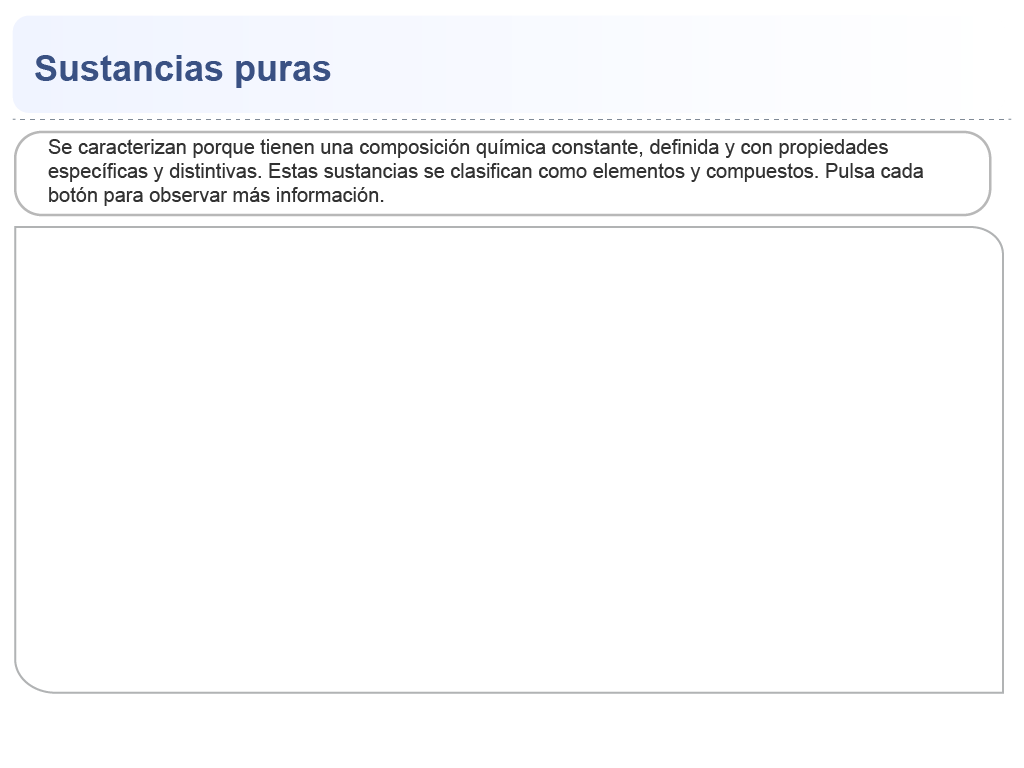 Sustancias puras
Se caracterizan porque tienen una composición química constante, definida y con propiedades
específicas y distintivas. Estas sustancias se clasifican como elementos y compuestos. Pulsa cada
botón para observar más información.